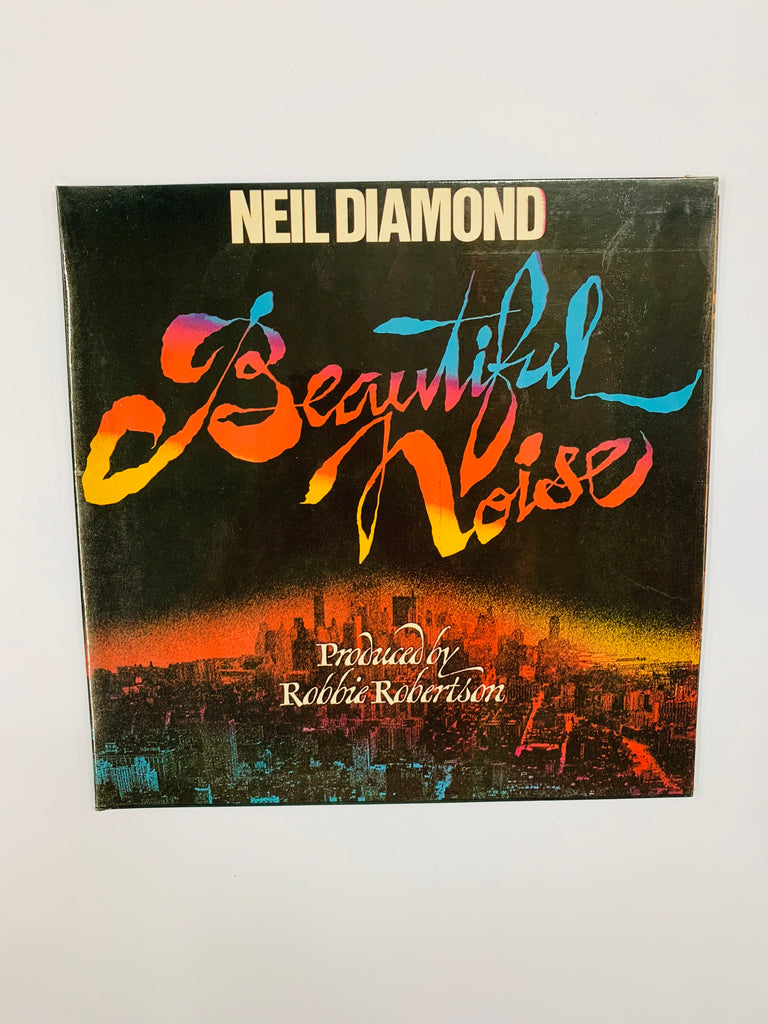 NEIL DIAMOND
Beautiful
Noise
Produced by
Robbie Robertson